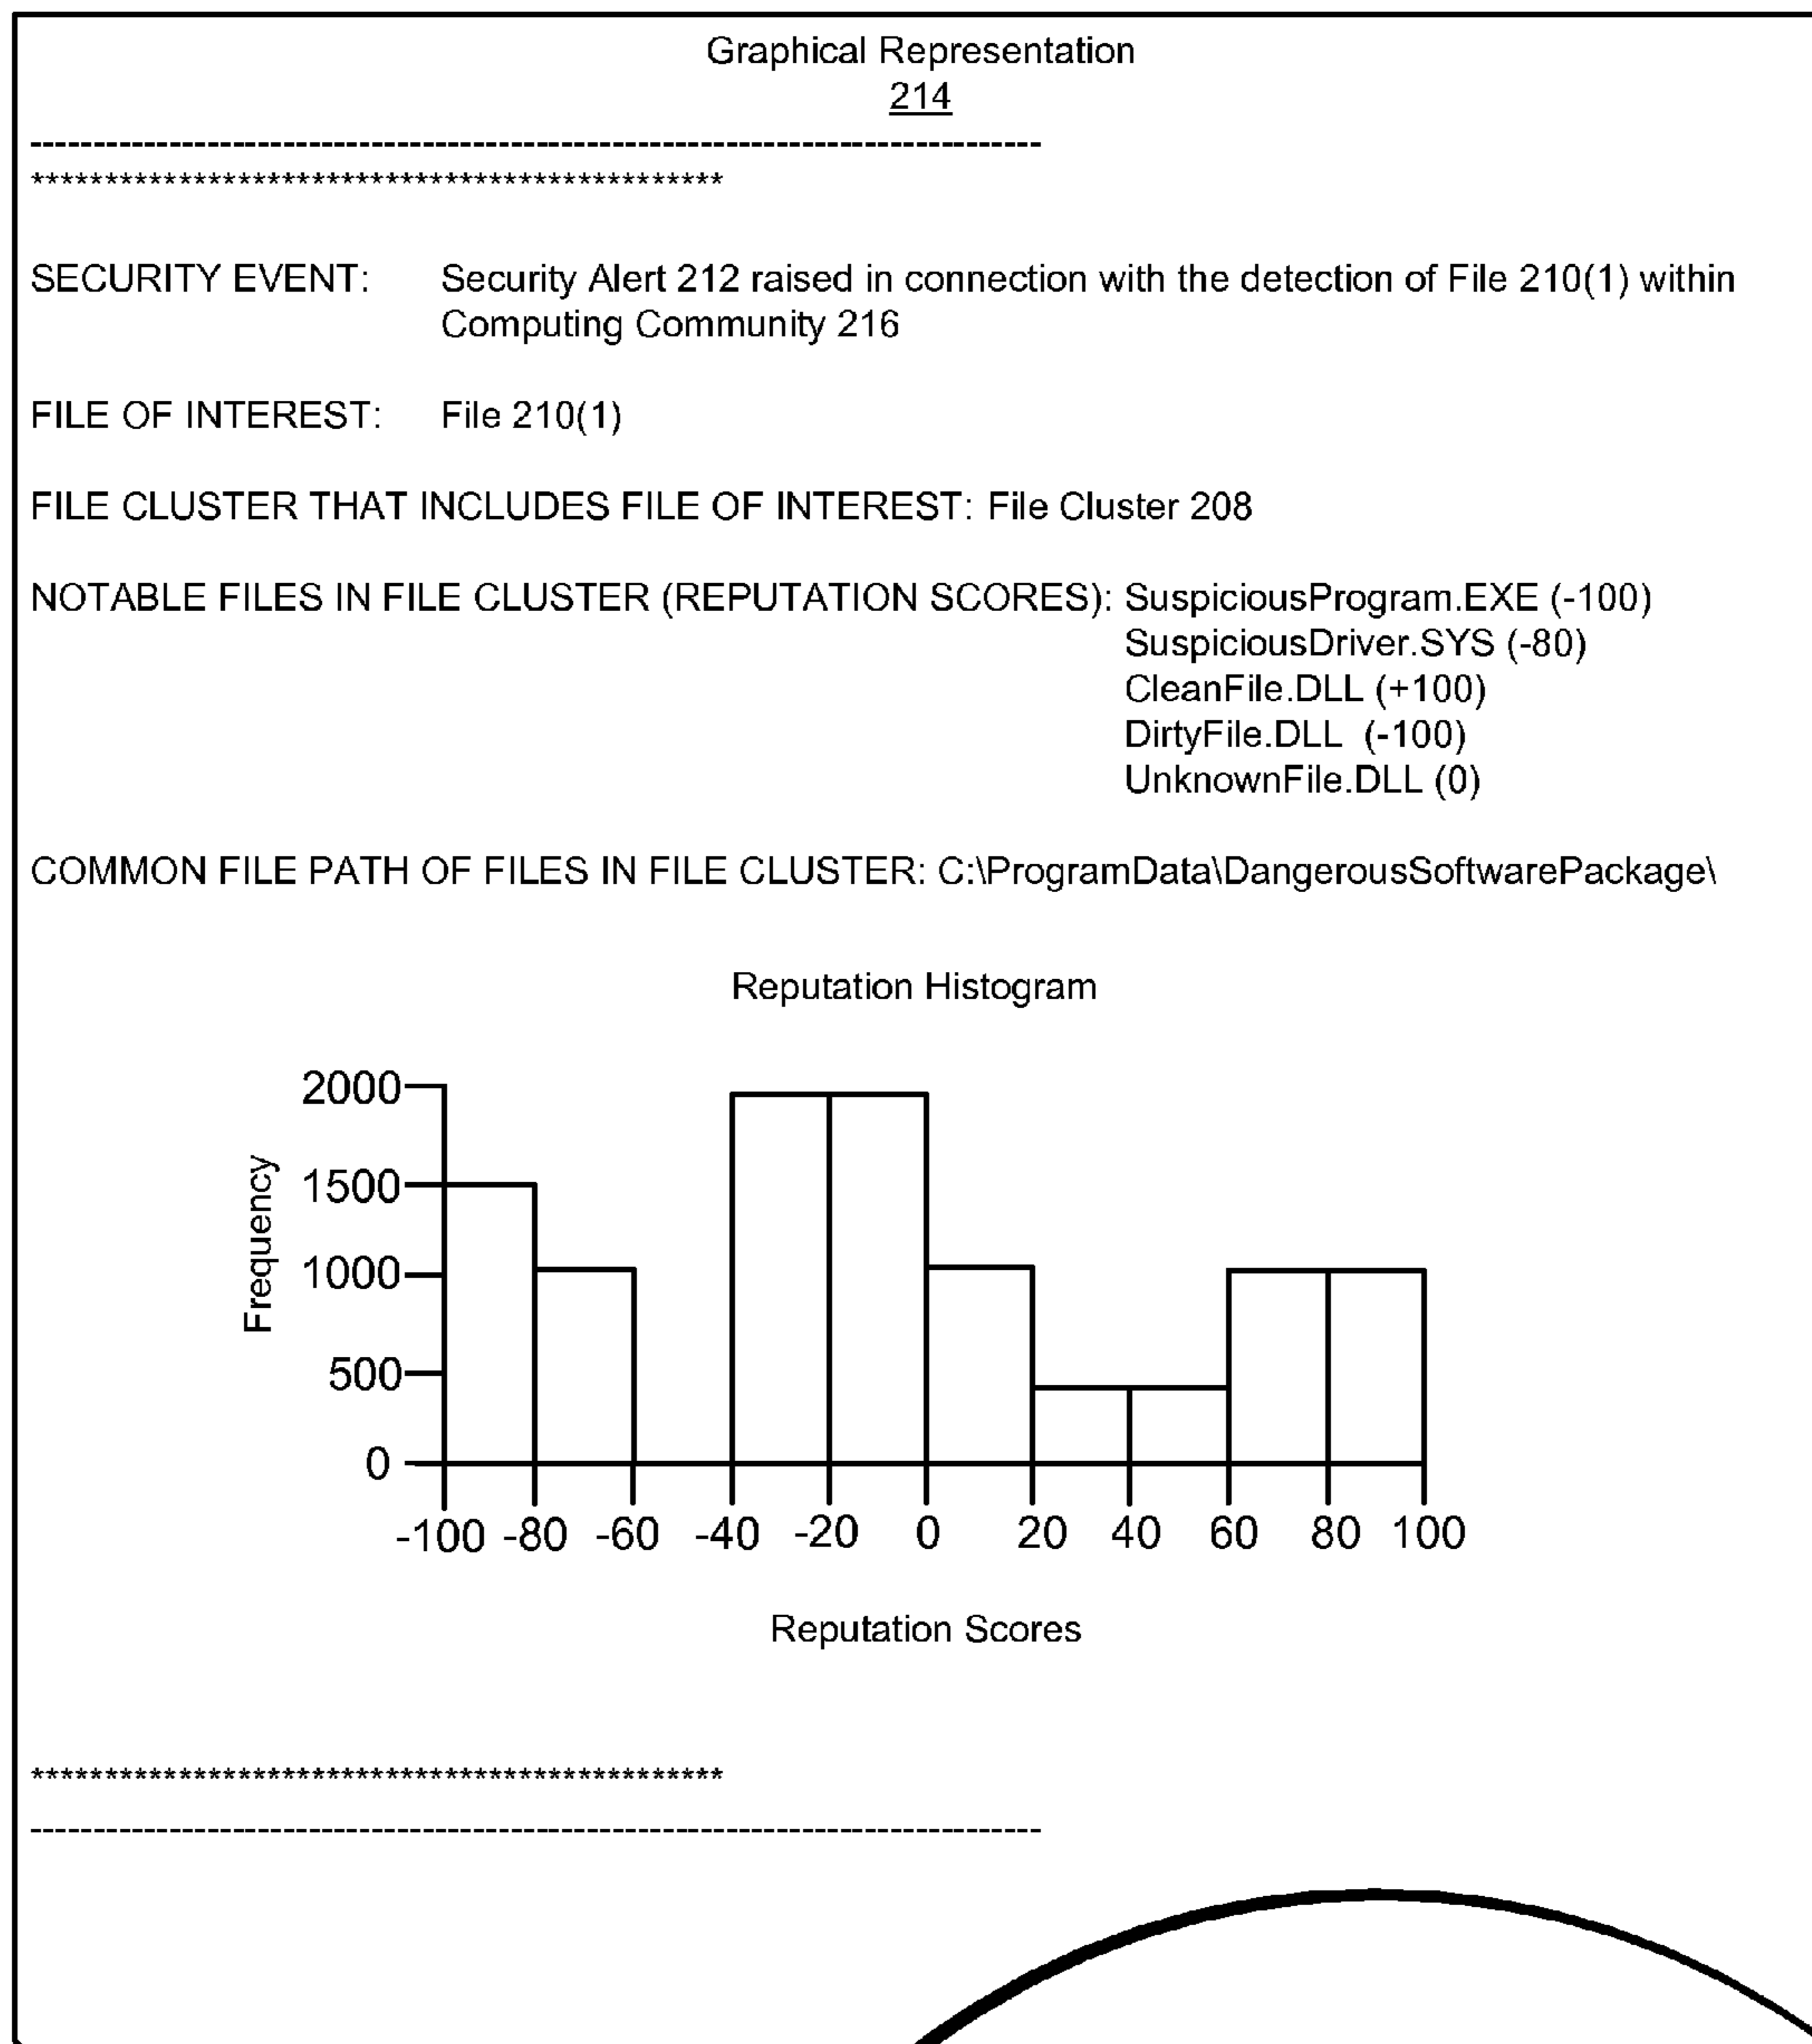 Graphical Representation
214
--------------------------------------------------------------------------------
***********************************************
SECURITY EVENT: Security Alert 212 raised in connection with the detection of File 210(1) within
Computing Community 216
FILE OF INTEREST: File 210(1)
FILE CLUSTER THAT INCLUDES FILE OF INTEREST: File Cluster 208
NOTABLE FILES IN FILE CLUSTER (REPUTATION SCORES): SuspiciousProgram.EXE (-100)
SuspiciousDriver.SYS (-80)
CleanFile.DLL (+100)
DirtyFile.DLL (-100)
UnknownFile.DLL (0)
COMMON FILE PATH OF FILES IN FILE CLUSTER: C:\ProgramData\DangerousSoftwarePackage\
Reputation Histogram
Frequency
2000
1500
1000
500
0
-100 -80 -60 -40 -20 0 20 40 60 80 100
Reputation Scores
***********************************************
--------------------------------------------------------------------------------